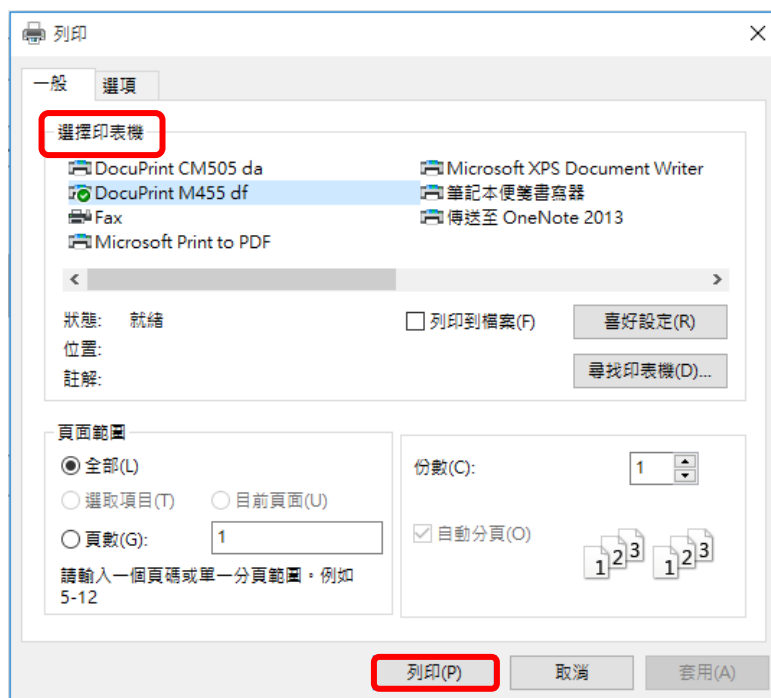 列印
一般 選項
選擇印表機
DocuPrint CM505 da
DocuPrint M455 df
Fax
Microsoft Print to PDF
Microsoft XPS Document Writer
筆記本便箋書寫器
傳送至 OneNote 2013
狀態: 就緒
位置:
註解:
列印到檔案(F)
喜好設定(R)
尋找印表機(D)...
頁面範圍
全部(L)
選取項目(T) 目前頁面(U)
頁數(G): 1
請輸入一個頁碼或單一分頁範圍。例如
5-12
份數(C): 1
自動分頁(O)
1 2 3 1 2 3
列印(P) 取消 套用(A)